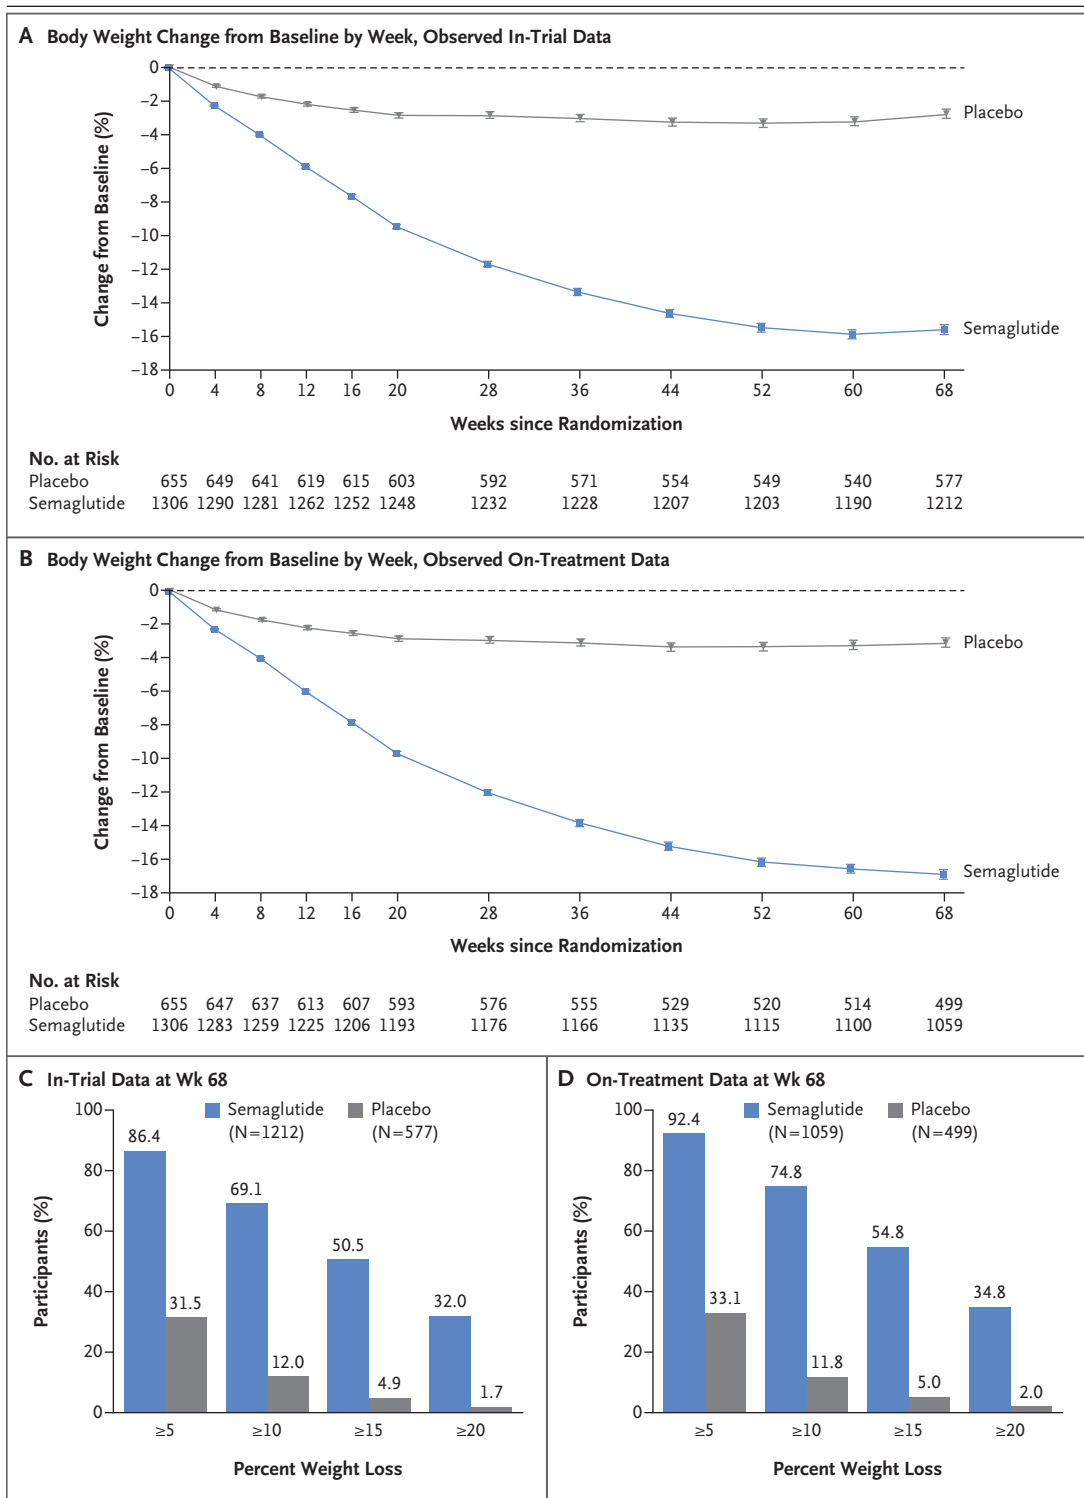 A Body Weight Change from Baseline by Week, Observed In-Trial Data
Change from Baseline (%)
0
−2
−4
−6
−8
−10
−12
−14
−16
−18
Placebo
Semaglutide
0 4 8 12 16 20 28 36 44 52 60 68
Weeks since Randomization
No. at Risk
Placebo 655 649 641 619 615 603 592 571 554 549 540 577
Semaglutide 1306 1290 1281 1262 1252 1248 1232 1228 1207 1203 1190 1212
B Body Weight Change from Baseline by Week, Observed On-Treatment Data
Change from Baseline (%)
0
−2
−4
−6
−8
−10
−12
−14
−16
−18
Placebo
Semaglutide
0 4 8 12 16 20 28 36 44 52 60 68
Weeks since Randomization
No. at Risk
Placebo 655 647 637 613 607 593 576 555 529 520 514 499
Semaglutide 1306 1283 1259 1225 1206 1193 1176 1166 1135 1115 1100 1059
C In-Trial Data at Wk 68
Semaglutide (N=1212)
Placebo (N=577)
Participants (%)
100
80
60
40
20
0
86.4 31.5 69.1 12.0 50.5 4.9 32.0 1.7
≥5 ≥10 ≥15 ≥20
Percent Weight Loss
D On-Treatment Data at Wk 68
Semaglutide (N=1059)
Placebo (N=499)
Participants (%)
100
80
60
40
20
0
92.4 33.1 74.8 11.8 54.8 5.0 34.8 2.0
≥5 ≥10 ≥15 ≥20
Percent Weight Loss